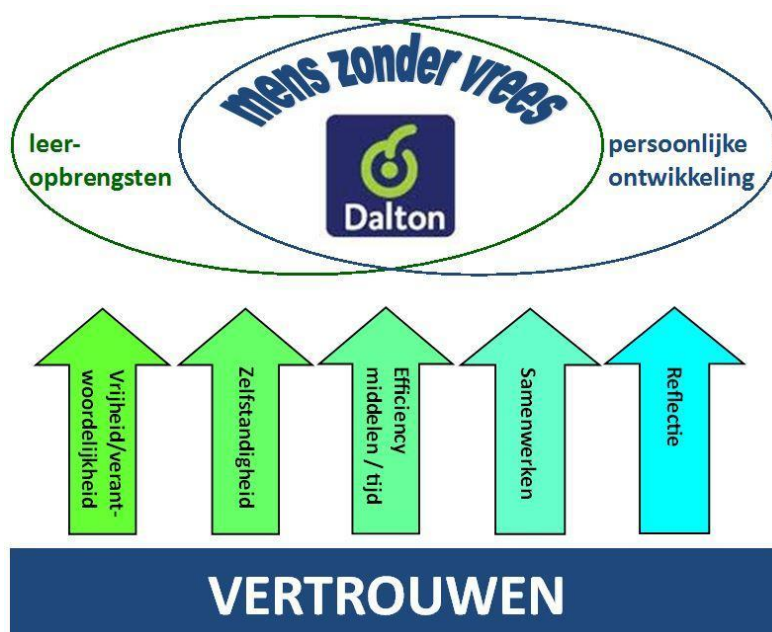 mens zonder vrees
leer-
opbrengsten
Dalton
persoonlijke
ontwikkeling
Vrijheid/verant-
woordelijkheid
Zelfstandigheid
Efficiency
middelen / tijd
Samenwerken
Reflectie
VERTROUWEN